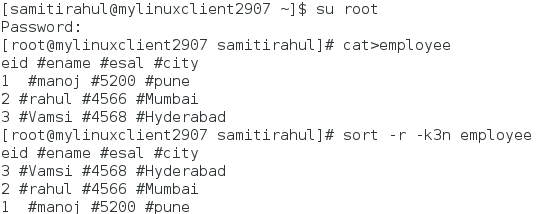 [samitirahul@mylinuxclient2907 ~]$ su root
Password:
[root@mylinuxclient2907 samitirahul]# cat>employee
eid #ename #esal #city
1  #manoj #5200 #pune
2 #rahul #4566 #Mumbai
3 #Vamsi #4568 #Hyderabad
[root@mylinuxclient2907 samitirahul]# sort -r -k3n employee
eid #ename #esal #city
3 #Vamsi #4568 #Hyderabad
2 #rahul #4566 #Mumbai
1  #manoj #5200 #pune